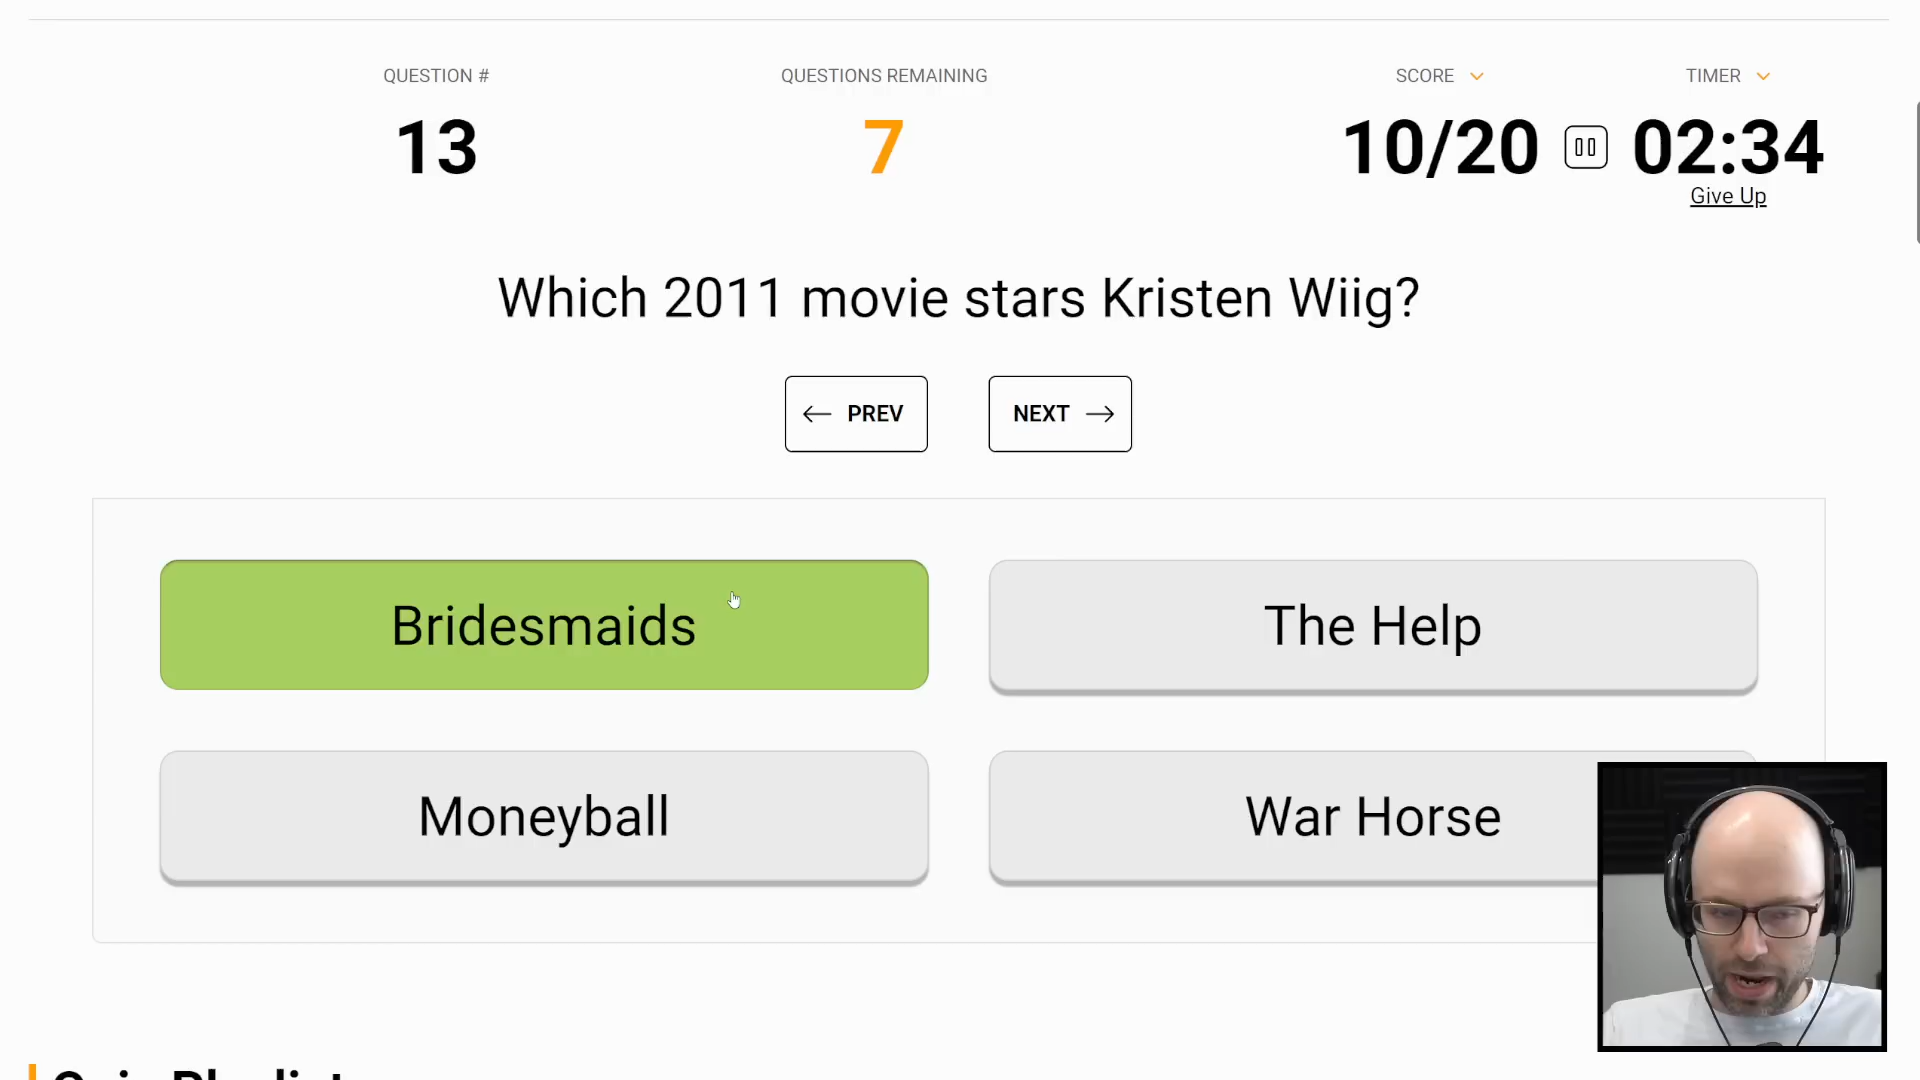 QUESTION #
13
QUESTIONS REMAINING
7
SCORE
10/20
TIMER
02:34
Give Up
Which 2011 movie stars Kristen Wiig?
PREV
NEXT
Bridesmaids
The Help
Moneyball
War Horse